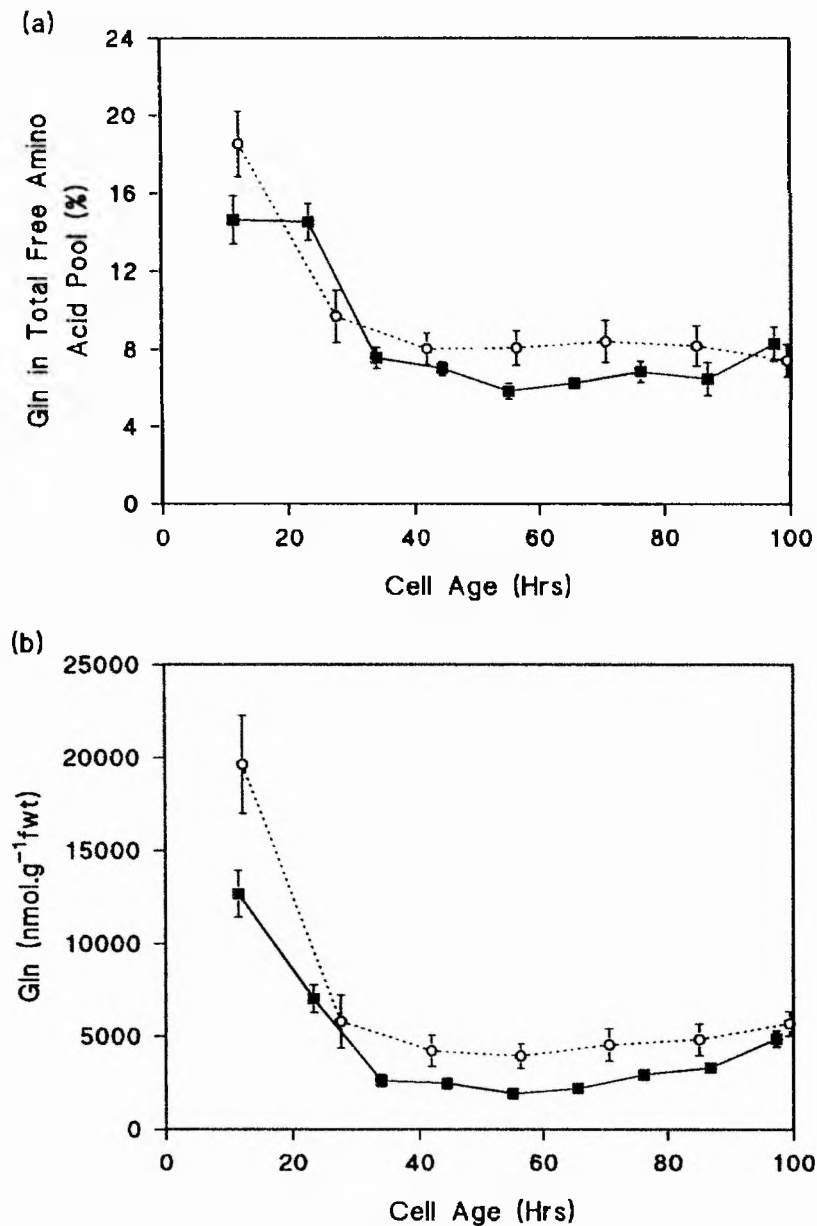 (a)
24
20
16
12
8
4
0
Gln in Total Free Amino
Acid Pool (%)
0 20 40 60 80 100
Cell Age (Hrs)
(b)
25000
20000
15000
10000
5000
0
Gln (nmol.g⁻¹fwt)
0 20 40 60 80 100
Cell Age (Hrs)